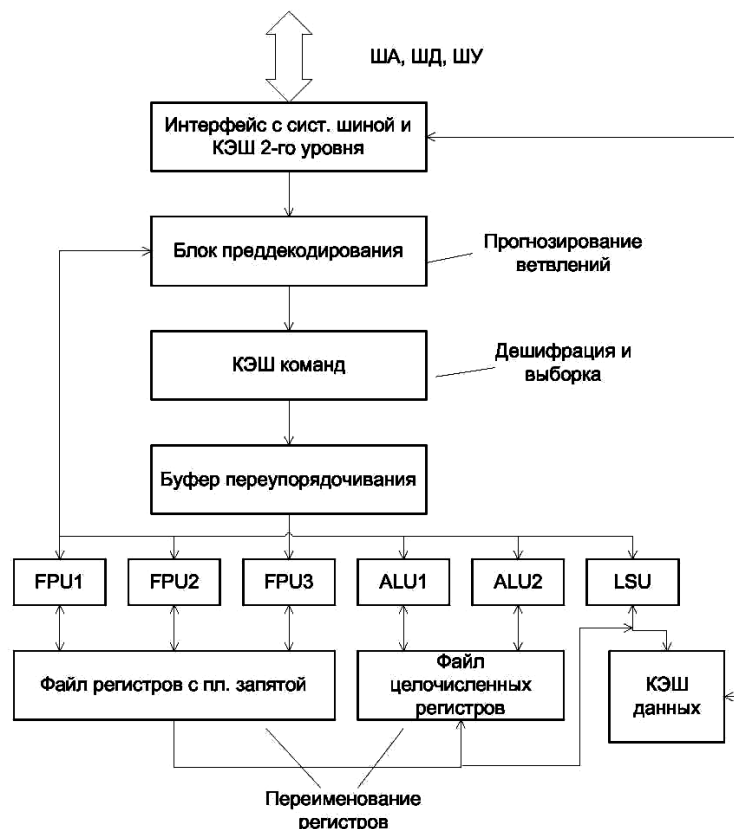 ША, ШД, ШУ
Интерфейс с сист. шиной и
КЭШ 2-го уровня
Блок преддекодирования
Прогнозирование
ветвлений
КЭШ команд
Дешифрация и
выборка
Буфер переупорядочивания
FPU1
FPU2
FPU3
ALU1
ALU2
LSU
Файл регистров с пл. запятой
Файл
целочисленных
регистров
КЭШ
данных
Переименование
регистров